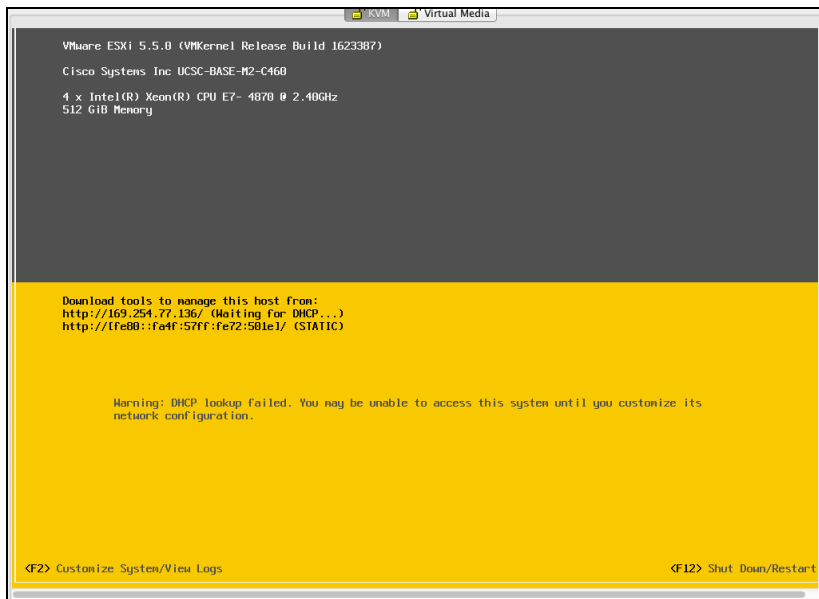 KVM Virtual Media
VMware ESXi 5.5.0 (VMKernel Release Build 1623387)
Cisco Systems Inc UCSC-BASE-M2-C460
4 x Intel(R) Xeon(R) CPU E7- 4870 @ 2.40GHz
512 GiB Memory
Download tools to manage this host from:
http://169.254.77.136/ (Waiting for DHCP...)
http://[fe80::fa4f:57ff:fe72:501e]/ (STATIC)
Warning: DHCP lookup failed. You may be unable to access this system until you customize its
network configuration.
<F2> Customize System/View Logs <F12> Shut Down/Restart